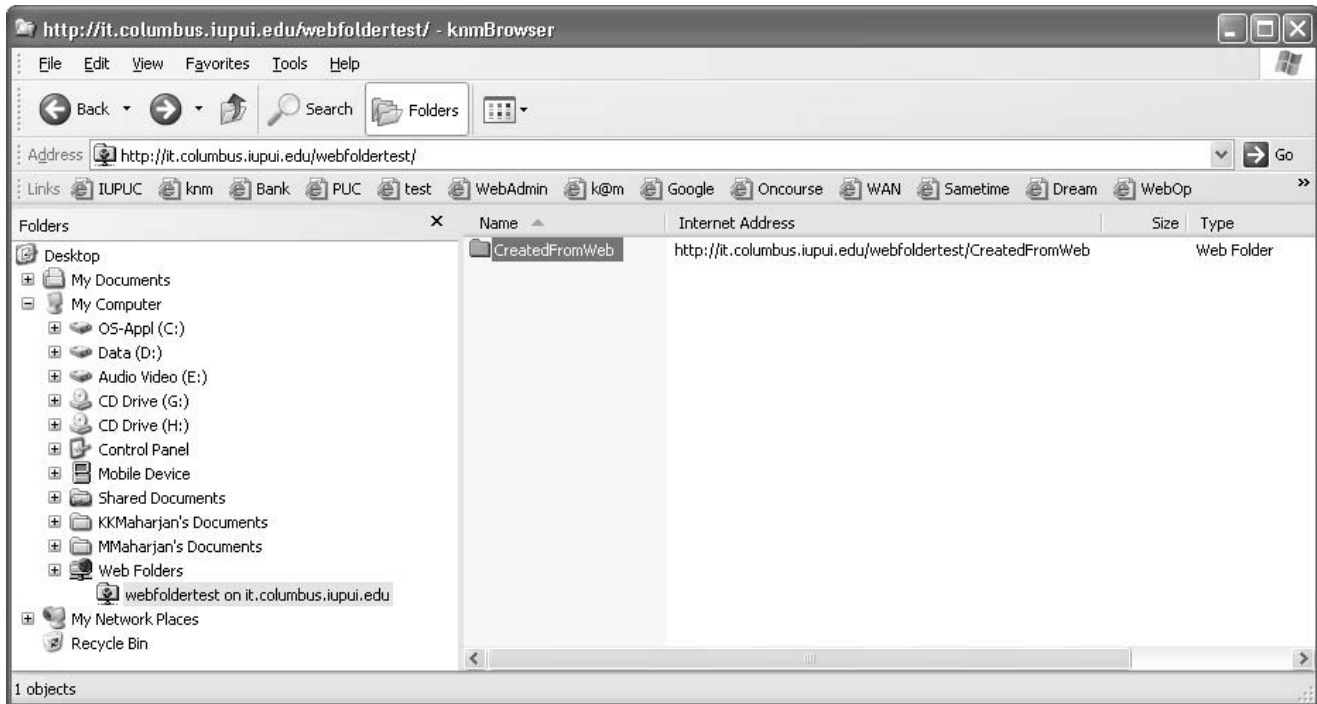 http://it.columbus.iupui.edu/webfoldertest/ - knmBrowser
File Edit View Favorites Tools Help
Back Search Folders
Address http://it.columbus.iupui.edu/webfoldertest/ Go
Links IUPUC knm Bank PUC test WebAdmin k@m Google Oncourse WAN Sametime Dream WebOp »
Folders
Name Internet Address Size Type
CreatedFromWeb http://it.columbus.iupui.edu/webfoldertest/CreatedFromWeb Web Folder
Desktop
My Documents
My Computer
OS-Appl (C:)
Data (D:)
Audio Video (E:)
CD Drive (G:)
CD Drive (H:)
Control Panel
Mobile Device
Shared Documents
KKMaharjan's Documents
MMaharjan's Documents
Web Folders
webfoldertest on it.columbus.iupui.edu
My Network Places
Recycle Bin
1 objects